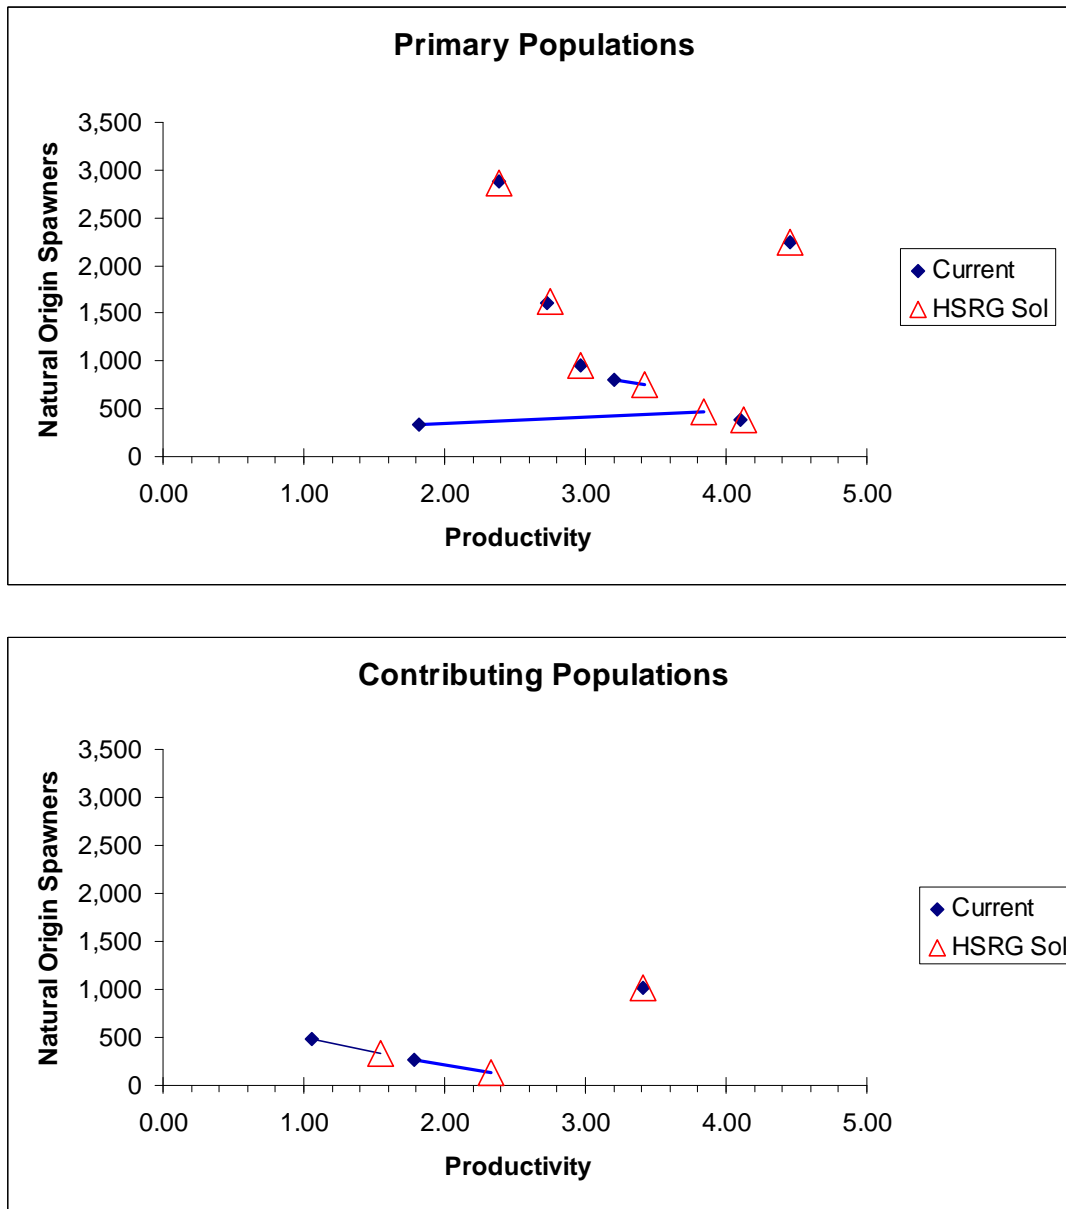 Primary Populations
3,500
3,000
2,500
2,000
1,500
1,000
500
0
Natural Origin Spawners
0.00 1.00 2.00 3.00 4.00 5.00
Productivity
Current
HSRG Sol
Contributing Populations
3,500
3,000
2,500
2,000
1,500
1,000
500
0
Natural Origin Spawners
0.00 1.00 2.00 3.00 4.00 5.00
Productivity
Current
HSRG Sol